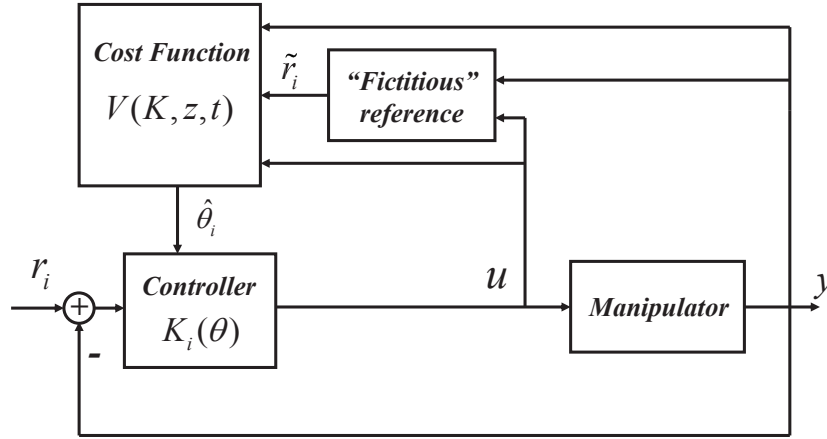 Cost Function
V(K, z, t)
r̃ᵢ
“Fictitious”
reference
θ̂ᵢ
rᵢ
+
-
Controller
Kᵢ(θ)
u
Manipulator
y